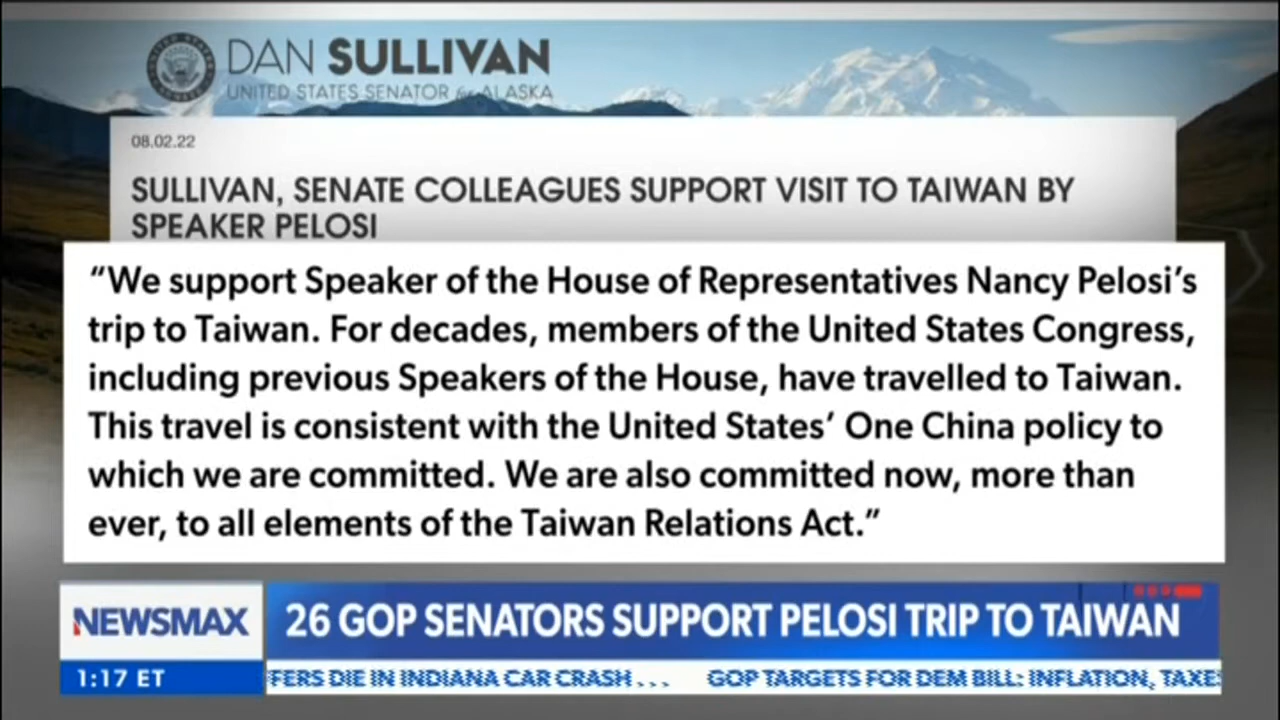 DAN SULLIVAN
UNITED STATES SENATOR for ALASKA
08.02.22
SULLIVAN, SENATE COLLEAGUES SUPPORT VISIT TO TAIWAN BY
SPEAKER PELOSI
“We support Speaker of the House of Representatives Nancy Pelosi’s
trip to Taiwan. For decades, members of the United States Congress,
including previous Speakers of the House, have travelled to Taiwan.
This travel is consistent with the United States’ One China policy to
which we are committed. We are also committed now, more than
ever, to all elements of the Taiwan Relations Act.”
NEWSMAX
26 GOP SENATORS SUPPORT PELOSI TRIP TO TAIWAN
1:17 ET
FERS DIE IN INDIANA CAR CRASH... GOP TARGETS FOR DEM BILL: INFLATION, TAXES